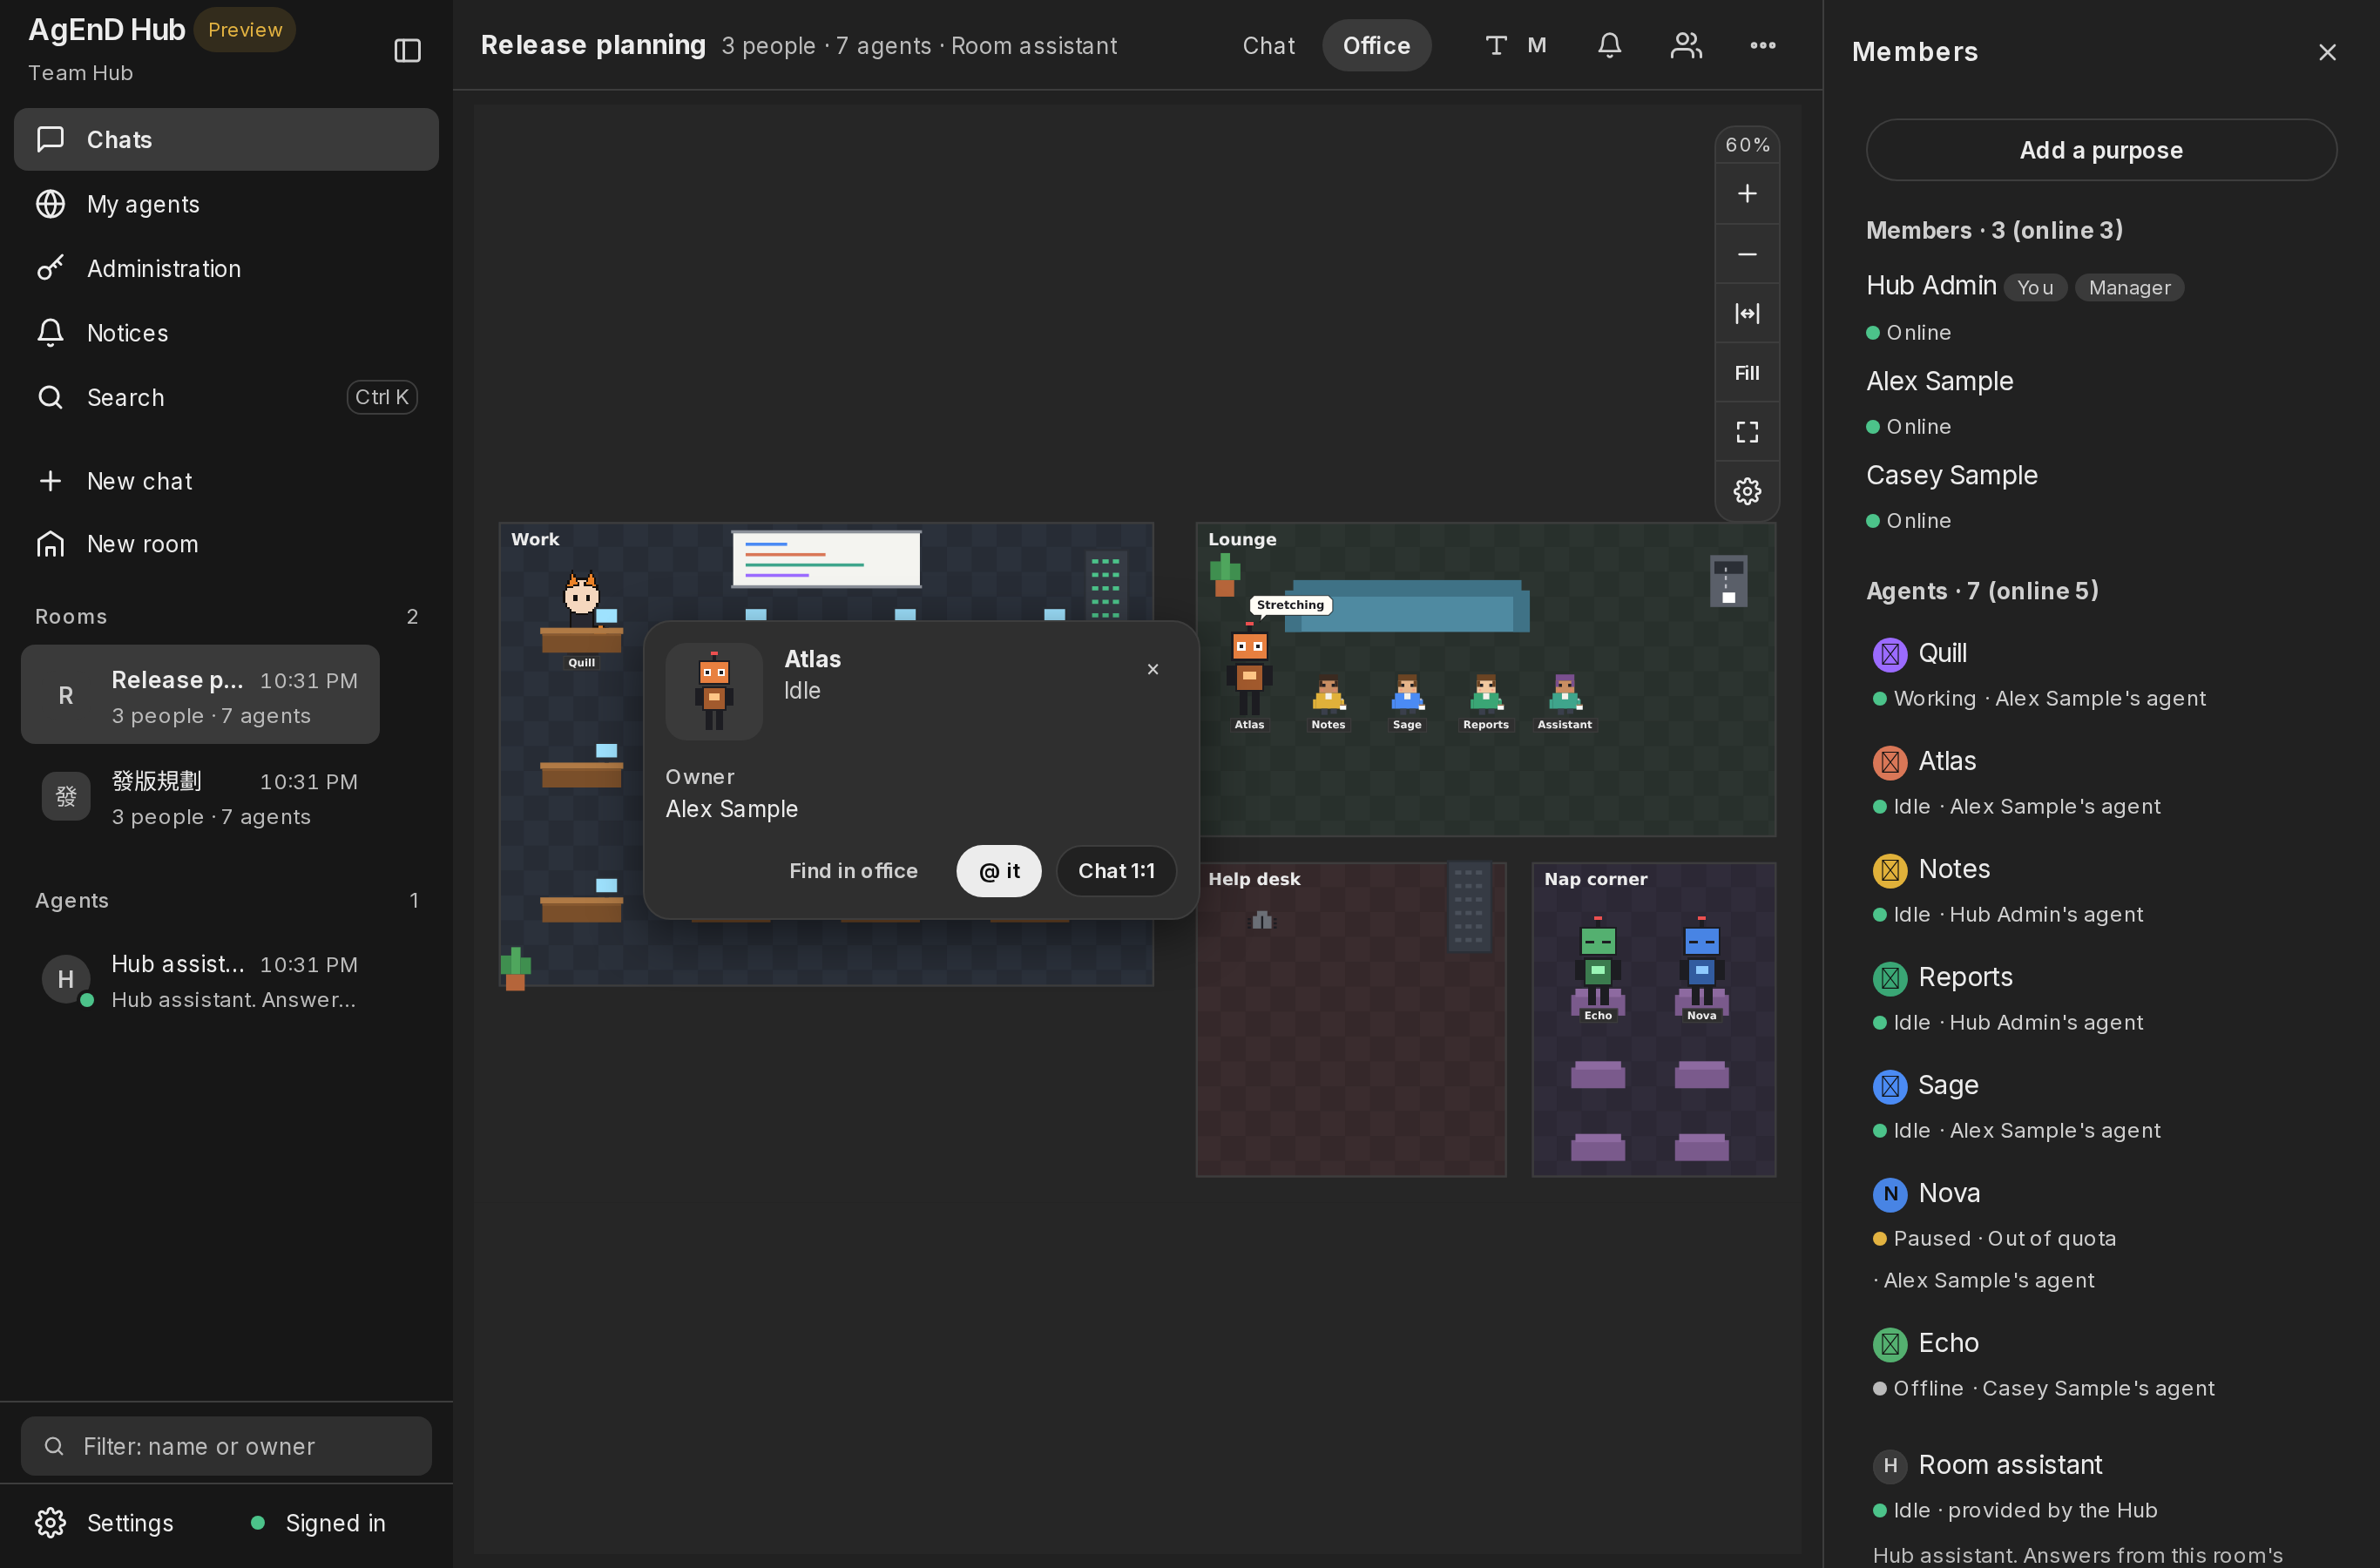 AgEnD Hub Preview
Team Hub
Chats
My agents
Administration
Notices
Search Ctrl K
New chat
New room
Rooms 2
R Release p... 10:31 PM
3 people · 7 agents
發 發版規劃 10:31 PM
3 people · 7 agents
Agents 1
H Hub assist... 10:31 PM
Hub assistant. Answer...
Filter: name or owner
Settings Signed in
Release planning 3 people · 7 agents · Room assistant Chat Office T M
60%
Fill
Work
Quill
Lounge
Stretching
Atlas Notes Sage Reports Assistant
Atlas
Idle
×
Owner
Alex Sample
Find in office @ it Chat 1:1
Help desk
Nap corner
Echo Nova
Members
Add a purpose
Members · 3 (online 3)
Hub Admin You Manager
Online
Alex Sample
Online
Casey Sample
Online
Agents · 7 (online 5)
Quill
Working · Alex Sample's agent
Atlas
Idle · Alex Sample's agent
Notes
Idle · Hub Admin's agent
Reports
Idle · Hub Admin's agent
Sage
Idle · Alex Sample's agent
N Nova
Paused · Out of quota
· Alex Sample's agent
Echo
Offline · Casey Sample's agent
H Room assistant
Idle · provided by the Hub
Hub assistant. Answers from this room's